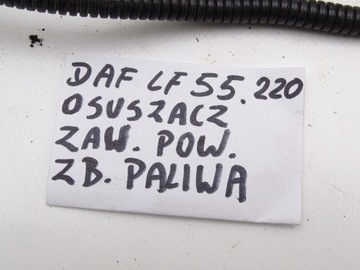 DAF LF 55.220
OSUSZACZ
ZAW. POW.
ZB. PALIWA